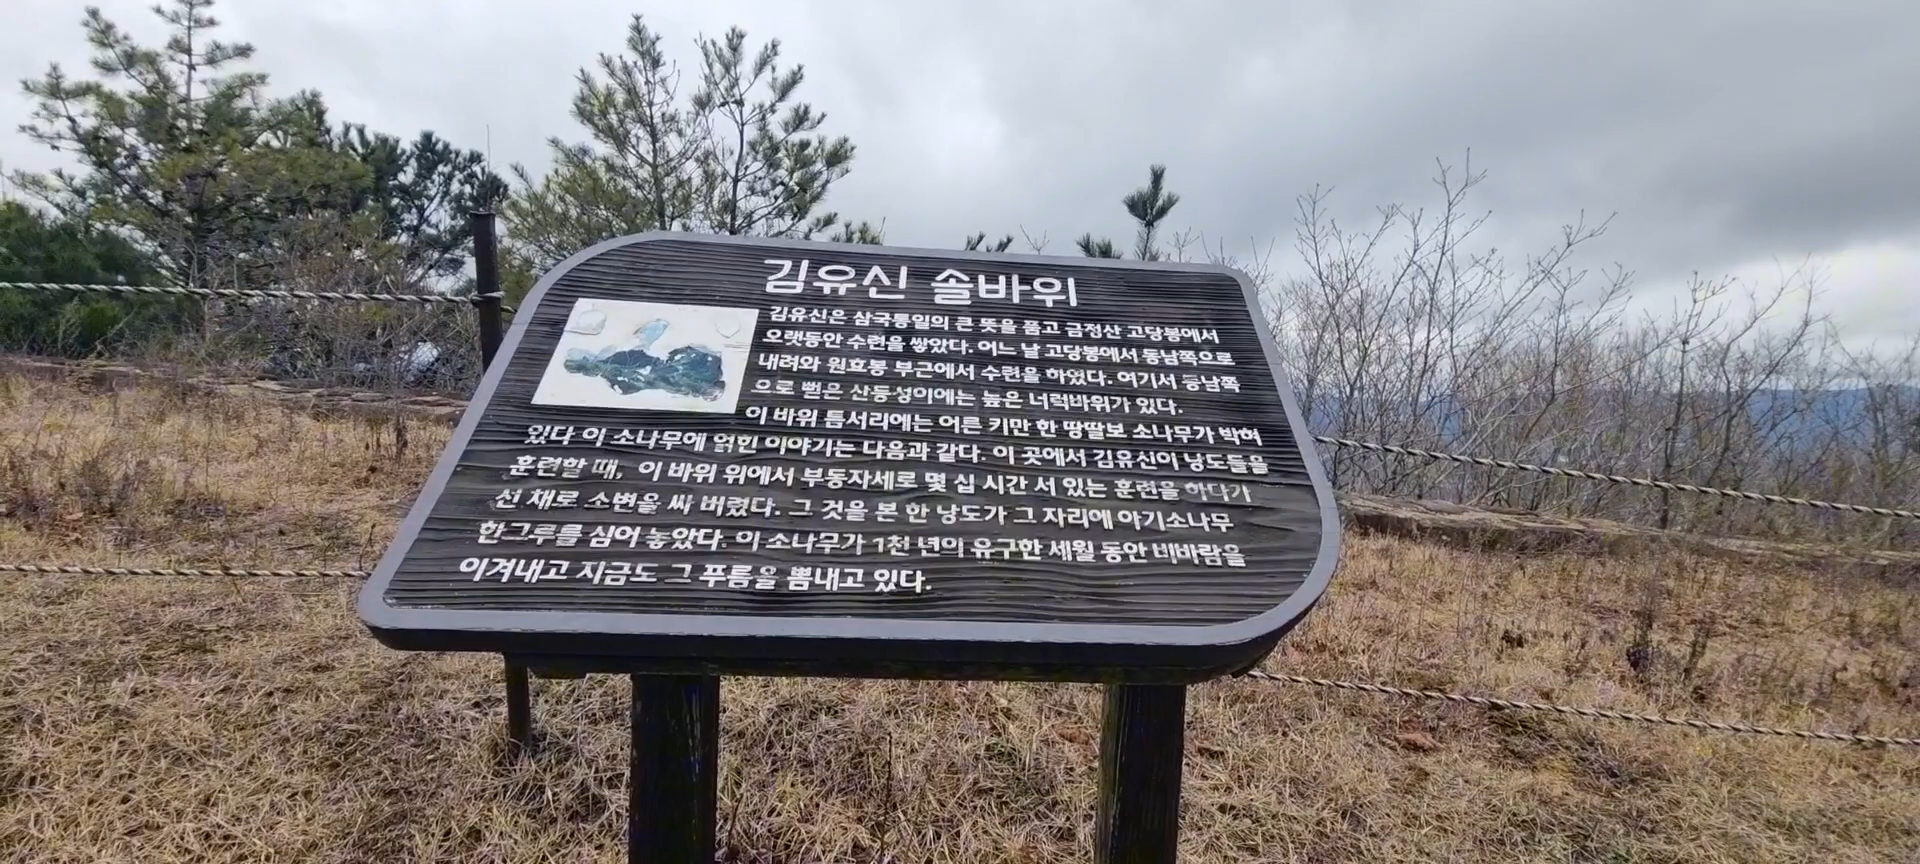 김유신 솔바위
김유신은 삼국통일의 큰 뜻을 품고 금정산 고당봉에서
오랫동안 수련을 쌓았다. 어느 날 고당봉에서 동남쪽으로
내려와 원효봉 부근에서 수련을 하였다. 여기서 등남쪽
으로 뻗은 산등성이에는 높은 너럭바위가 있다.
이 바위 틈서리에는 어른 키만 한 땅딸보 소나무가 박혀
있다 이 소나무에 얽힌 이야기는 다음과 같다. 이 곳에서 김유신이 낭도들을
훈련할 때, 이 바위 위에서 부동자세로 몇 십 시간 서 있는 훈련을 하다가
선 채로 소변을 싸 버렸다. 그 것을 본 한 낭도가 그 자리에 아기소나무
한그루를 심어 놓았다. 이 소나무가 1천 년의 유구한 세월 동안 비바람을
이겨내고 지금도 그 푸름을 뽐내고 있다.